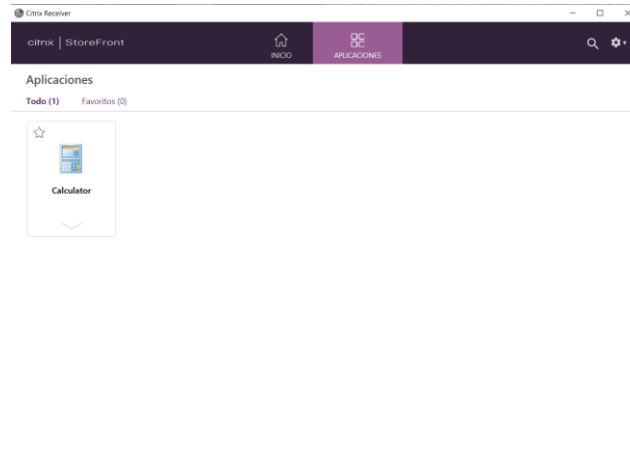 Citrix Receiver
citrix | StoreFront
INICIO
APLICACIONES
Aplicaciones
Todo (1) Favoritos (0)
Calculator